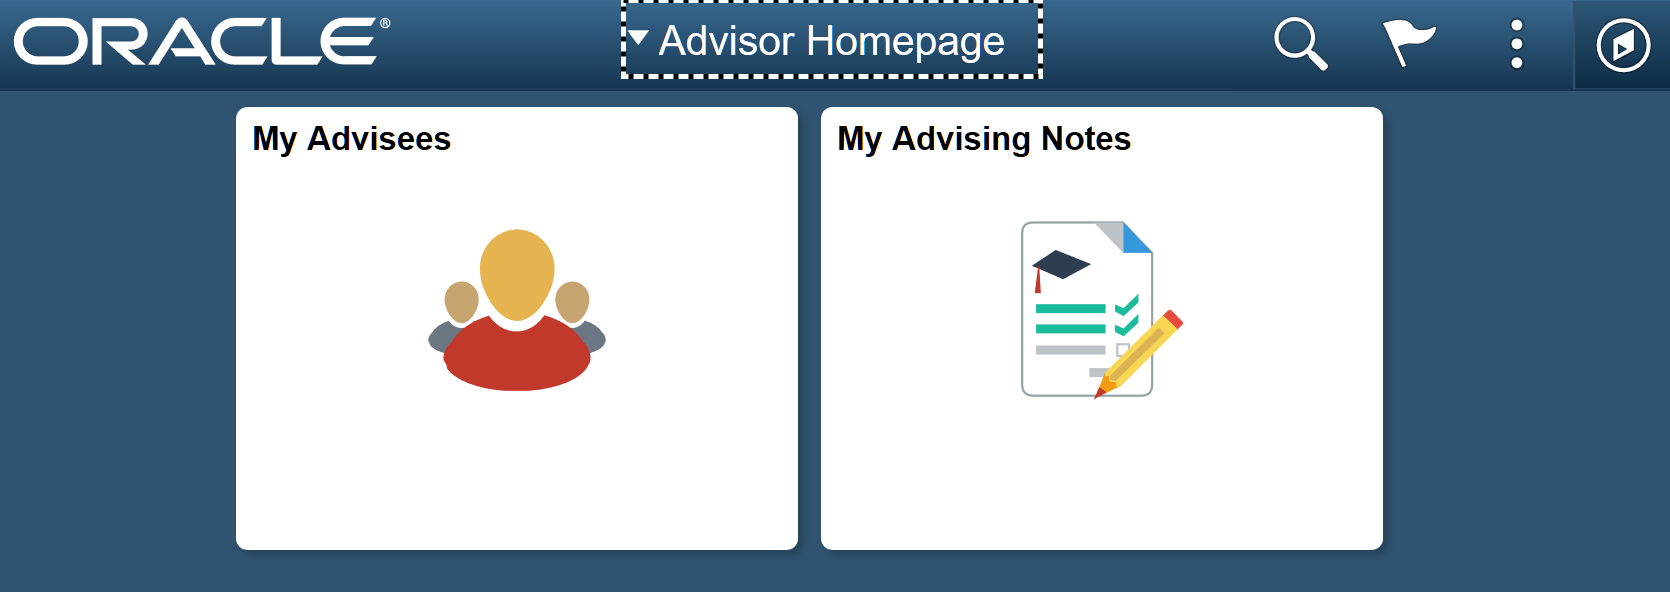 ORACLE®
Advisor Homepage
My Advisees
My Advising Notes